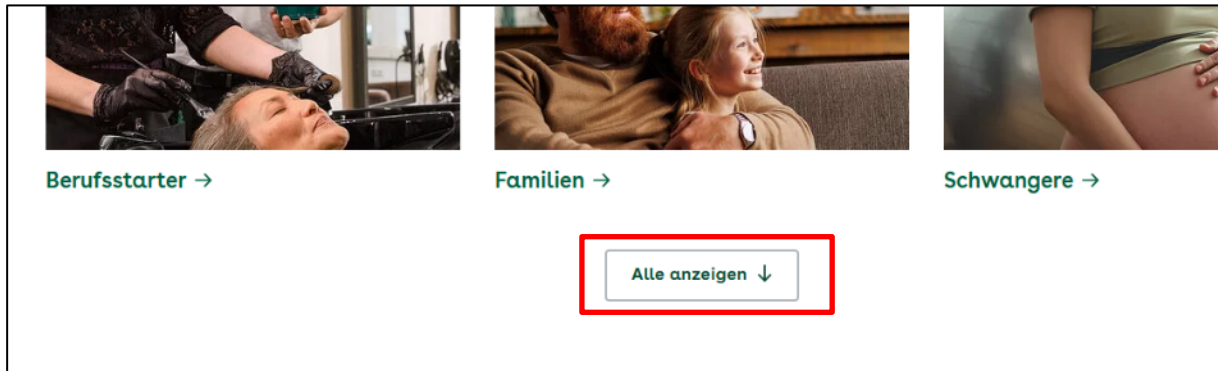 Berufsstarter →
Familien →
Schwangere →
Alle anzeigen ↓